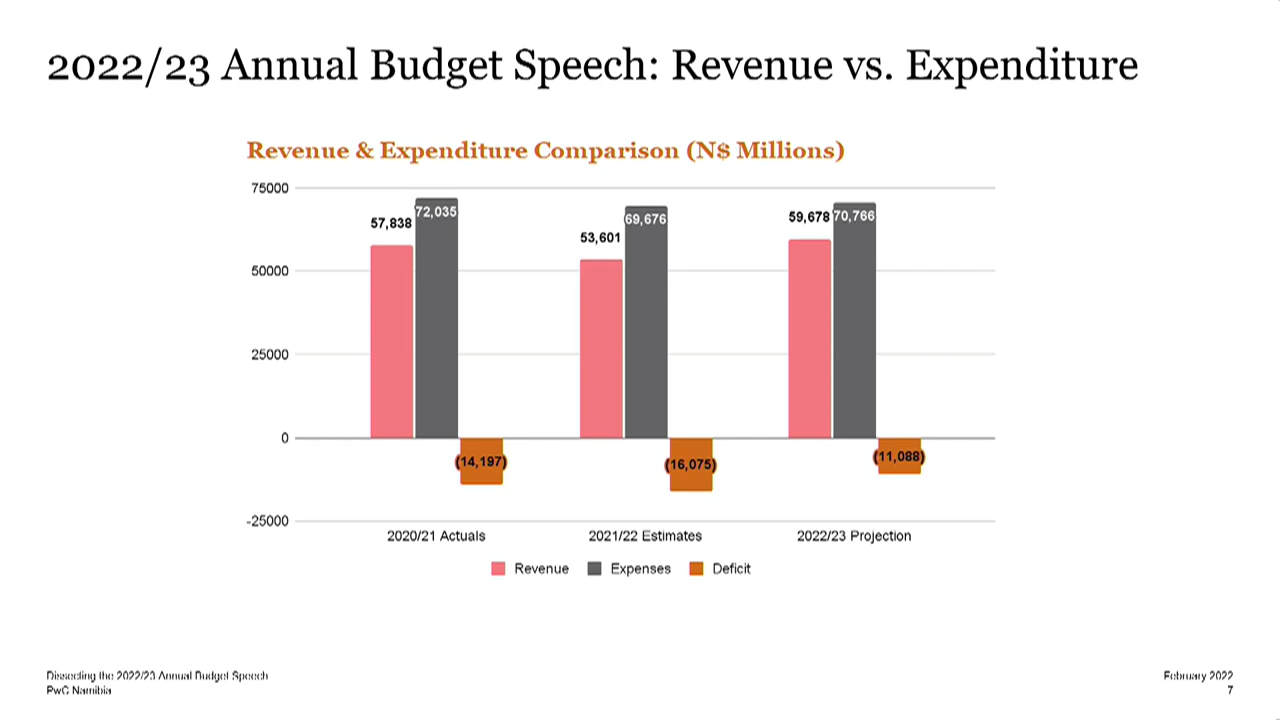 2022/23 Annual Budget Speech: Revenue vs. Expenditure
Revenue & Expenditure Comparison (N$ Millions)
75000
50000
25000
0
-25000
57,838
72,035
(14,197)
53,601
69,676
(16,075)
59,678
70,766
(11,088)
2020/21 Actuals
2021/22 Estimates
2022/23 Projection
Revenue
Expenses
Deficit
Dissecting the 2022/23 Annual Budget Speech
PwC Namibia
February 2022
7